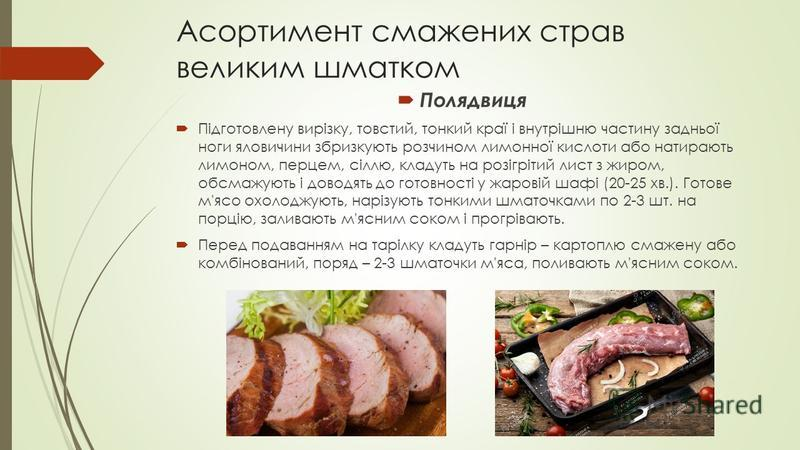 Асортимент смажених страв
великим шматком
Полядвиця
Підготовлену вирізку, товстий, тонкий краї і внутрішню частину задньої
ноги яловичини збризкують розчином лимонної кислоти або натирають
лимоном, перцем, сіллю, кладуть на розігрітий лист з жиром,
обсмажують і доводять до готовності у жаровій шафі (20-25 хв.). Готове
м'ясо охолоджують, нарізують тонкими шматочками по 2-3 шт. на
порцію, заливають м'ясним соком і прогрівають.
Перед подаванням на тарілку кладуть гарнір – картоплю смажену або
комбінований, поряд – 2-3 шматочки м'яса, поливають м'ясним соком.
MyShared